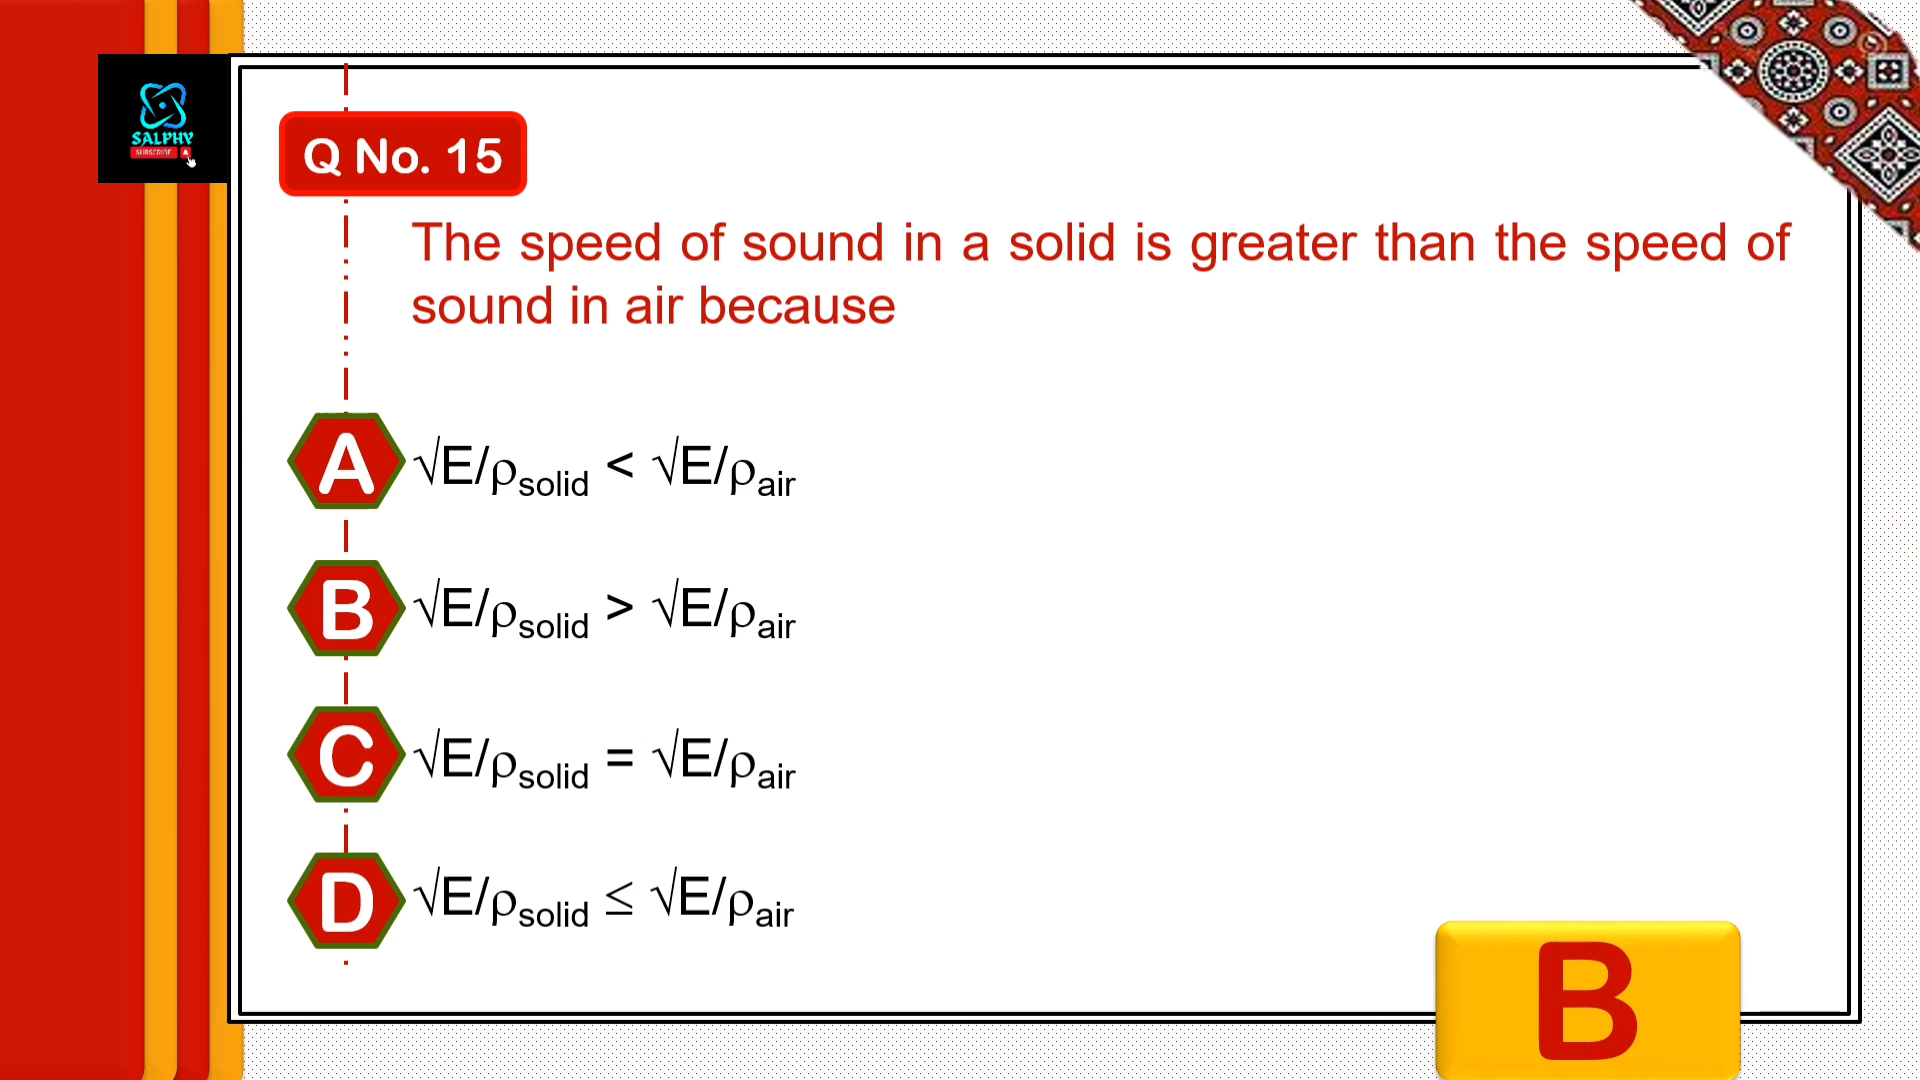 SALPHY
SUBSCRIBE
Q No. 15
The speed of sound in a solid is greater than the speed of
sound in air because
A √E/ρsolid < √E/ρair
B √E/ρsolid > √E/ρair
C √E/ρsolid = √E/ρair
D √E/ρsolid ≤ √E/ρair
B